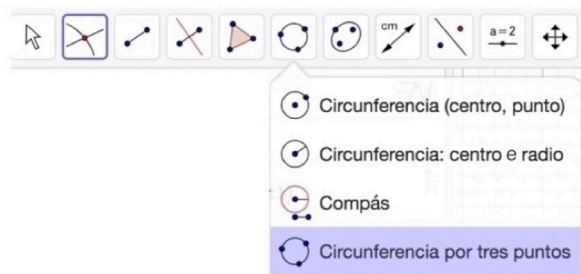 cm
a = 2
Circunferencia (centro, punto)
Circunferencia: centro e radio
Compás
Circunferencia por tres puntos